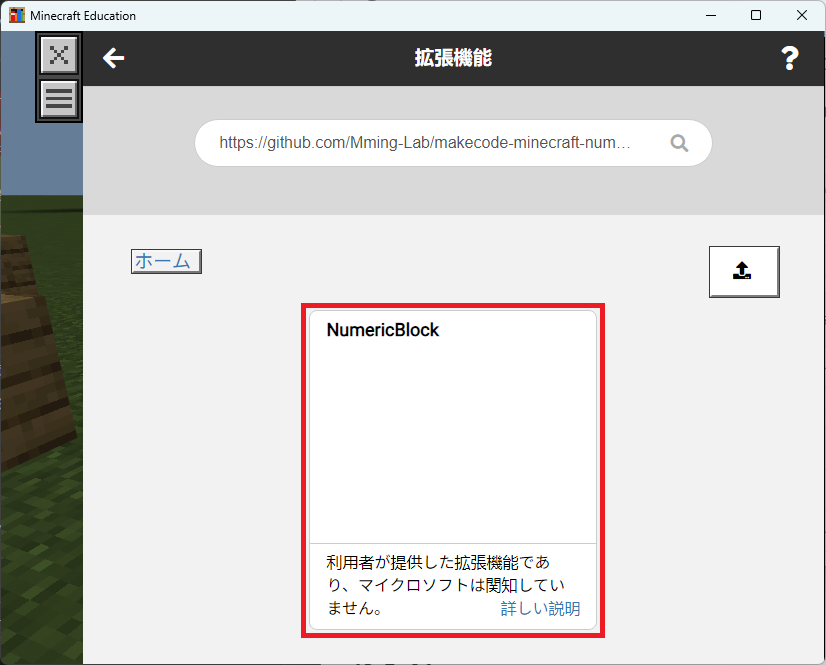 Minecraft Education
拡張機能
?
https://github.com/Mming-Lab/makecode-minecraft-num…
ホーム
NumericBlock
利用者が提供した拡張機能であ
り、マイクロソフトは関知してい
ません。
詳しい説明